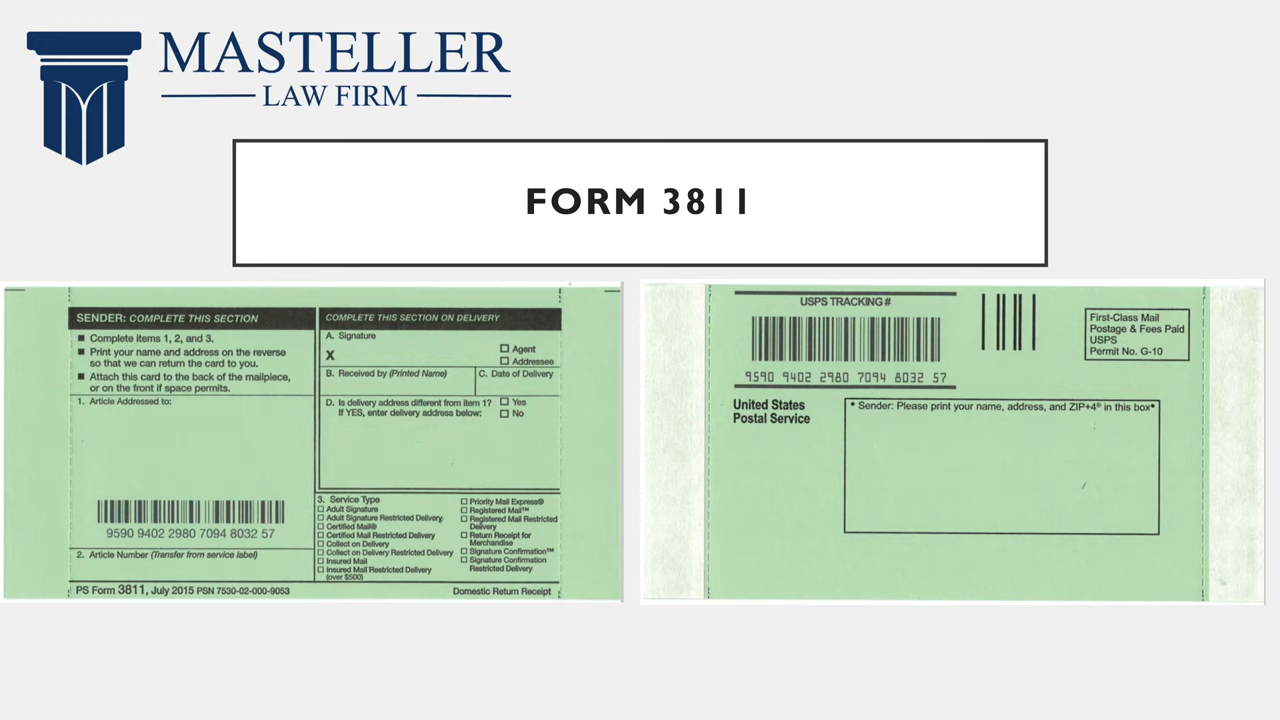 MASTELLER
LAW FIRM
FORM 3811
SENDER: COMPLETE THIS SECTION
■ Complete items 1, 2, and 3.
■ Print your name and address on the reverse
so that we can return the card to you.
■ Attach this card to the back of the mailpiece,
or on the front if space permits.
1. Article Addressed to:
9590 9402 2980 7094 8032 57
2. Article Number (Transfer from service label)
COMPLETE THIS SECTION ON DELIVERY
A. Signature
X
☐ Agent
☐ Addressee
B. Received by (Printed Name)
C. Date of Delivery
D. Is delivery address different from item 1? ☐ Yes
If YES, enter delivery address below: ☐ No
3. Service Type
☐ Adult Signature
☐ Adult Signature Restricted Delivery
☐ Certified Mail®
☐ Certified Mail Restricted Delivery
☐ Collect on Delivery
☐ Collect on Delivery Restricted Delivery
☐ Insured Mail
☐ Insured Mail Restricted Delivery
(over $500)
☐ Priority Mail Express®
☐ Registered Mail™
☐ Registered Mail Restricted
Delivery
☐ Return Receipt for
Merchandise
☐ Signature Confirmation™
☐ Signature Confirmation
Restricted Delivery
PS Form 3811, July 2015 PSN 7530-02-000-9053
Domestic Return Receipt
USPS TRACKING #
9590 9402 2980 7094 8032 57
First-Class Mail
Postage & Fees Paid
USPS
Permit No. G-10
United States
Postal Service
• Sender: Please print your name, address, and ZIP+4® in this box•